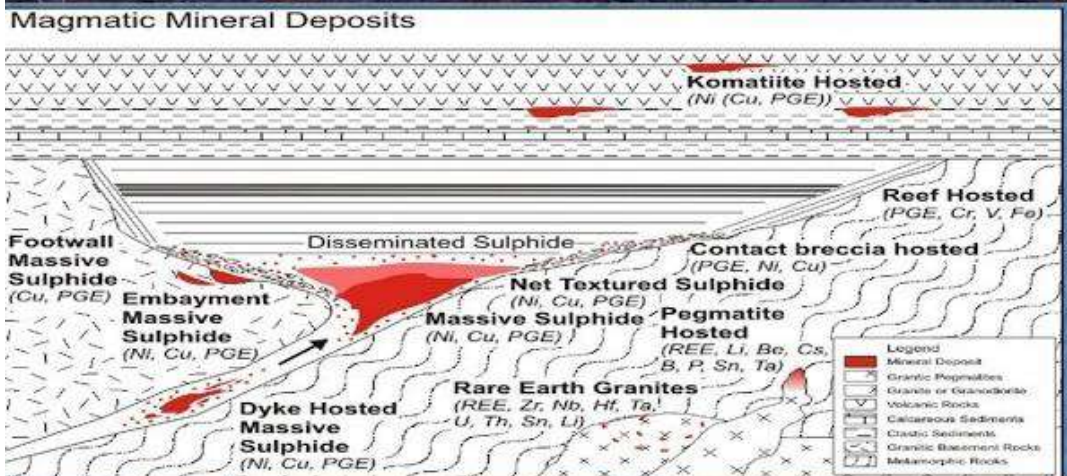 Magmatic Mineral Deposits
Komatiite Hosted
(Ni (Cu, PGE))
Reef Hosted
(PGE, Cr, V, Fe)
Disseminated Sulphide
Contact breccia hosted
(PGE, Ni, Cu)
Footwall
Massive
Sulphide
(Cu, PGE)
Embayment
Massive
Sulphide
(Ni, Cu, PGE)
Net Textured Sulphide
(Ni, Cu, PGE)
Massive Sulphide
(Ni, Cu, PGE)
Pegmatite
Hosted
(REE, Li, Be, Cs,
B, P, Sn, Ta)
Rare Earth Granites
(REE, Zr, Nb, Hf, Ta,
U, Th, Sn, Li)
Dyke Hosted
Massive
Sulphide
(Ni, Cu, PGE)
Legend
Mineral Deposit
Grantic Pegmatites
Granite or Granodiorite
Volcanic Rocks
Calcareous Sediments
Clastic Sediments
Granitic Basement Rocks
Metamorphic Rocks